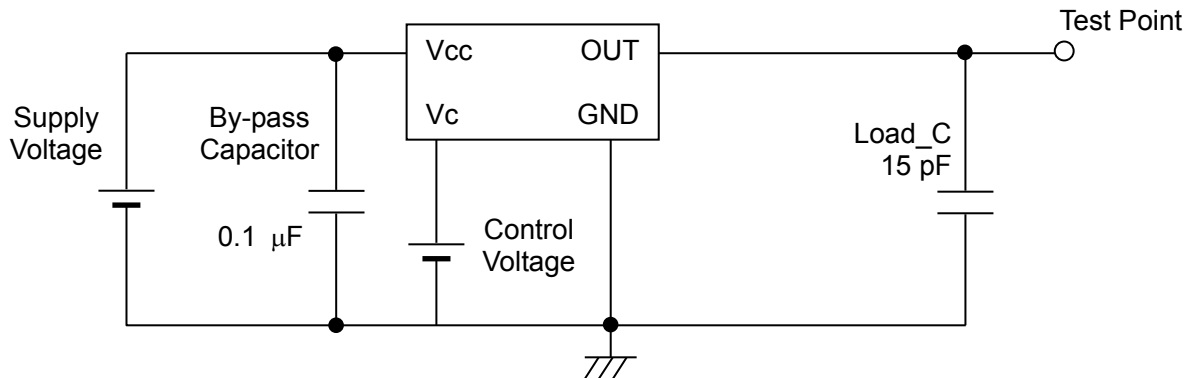 Test Point
Vcc OUT
Vc GND
Supply
Voltage
By-pass
Capacitor
0.1 μF
Control
Voltage
Load_C
15 pF